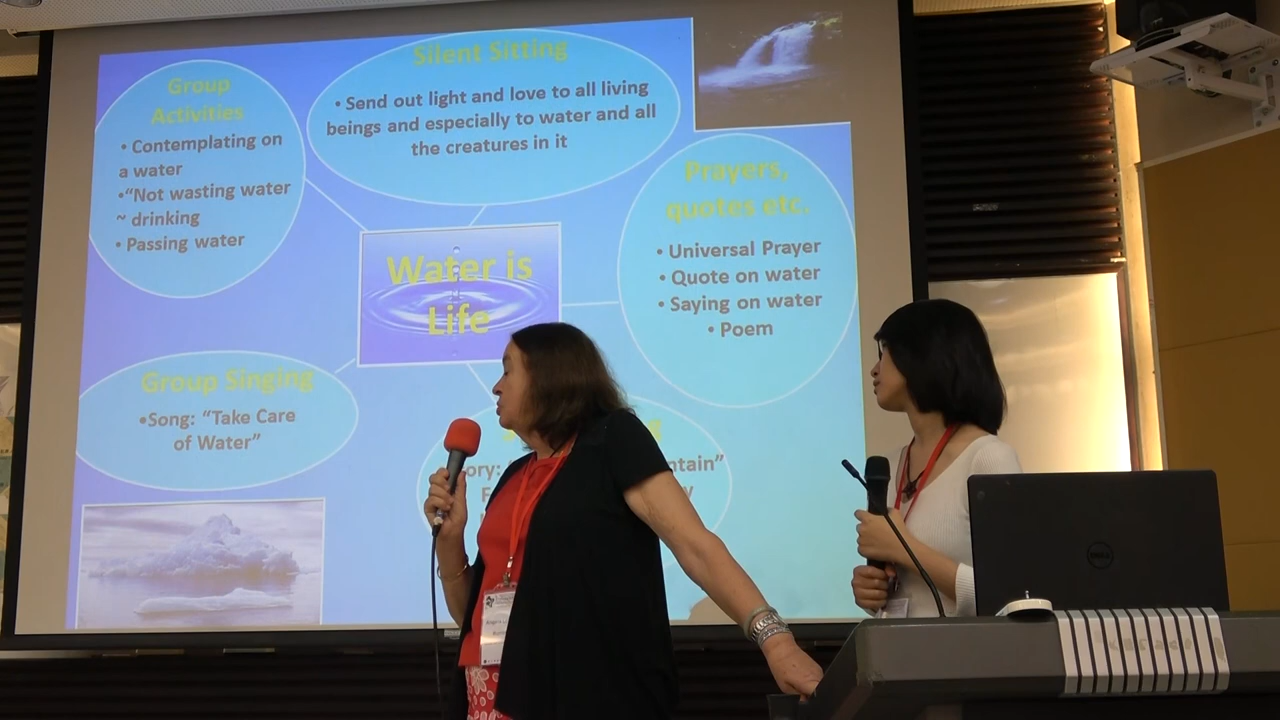 Silent Sitting
• Send out light and love to all living
beings and especially to water and all
the creatures in it
Group
Activities
• Contemplating on
a water
•“Not wasting water
~ drinking
• Passing water
Prayers,
quotes etc.
• Universal Prayer
• Quote on water
• Saying on water
• Poem
Water is
Life
Group Singing
•Song: “Take Care
of Water”
ntain”
DELL